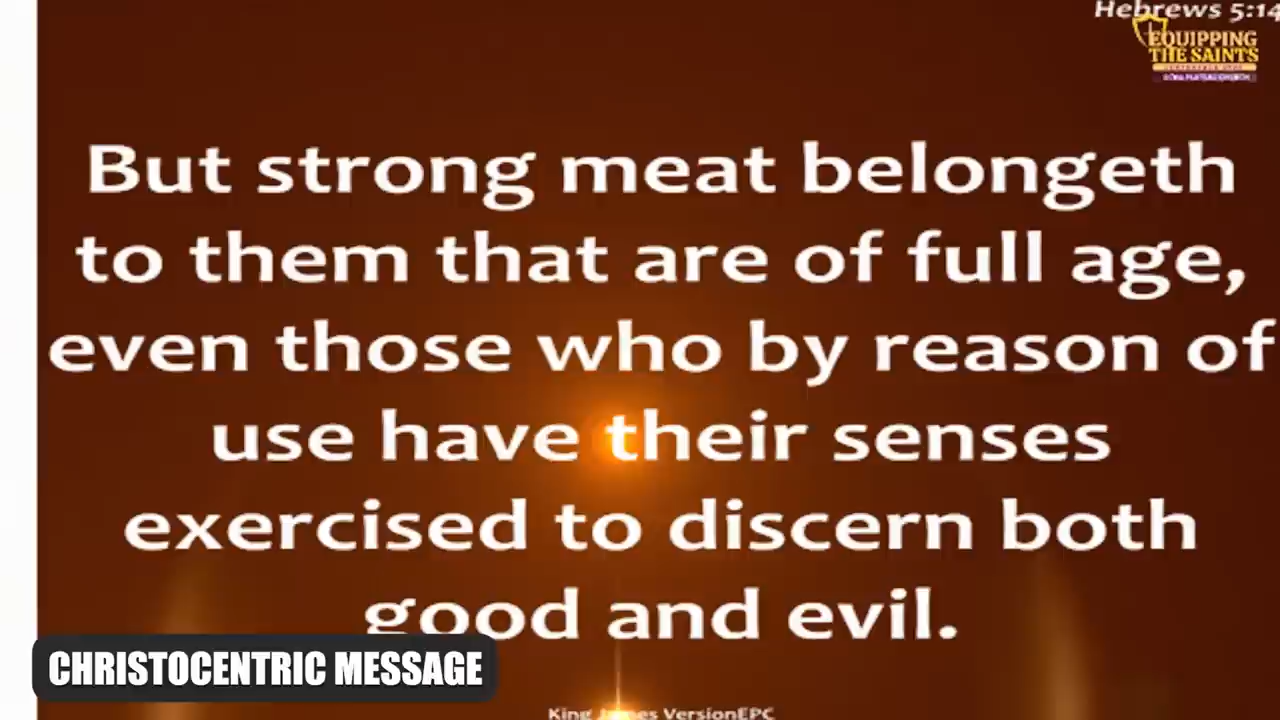 Hebrews 5:14
EQUIPPING
THE SAINTS
But strong meat belongeth
to them that are of full age,
even those who by reason of
use have their senses
exercised to discern both
good and evil.
CHRISTOCENTRIC MESSAGE
King James VersionEPC